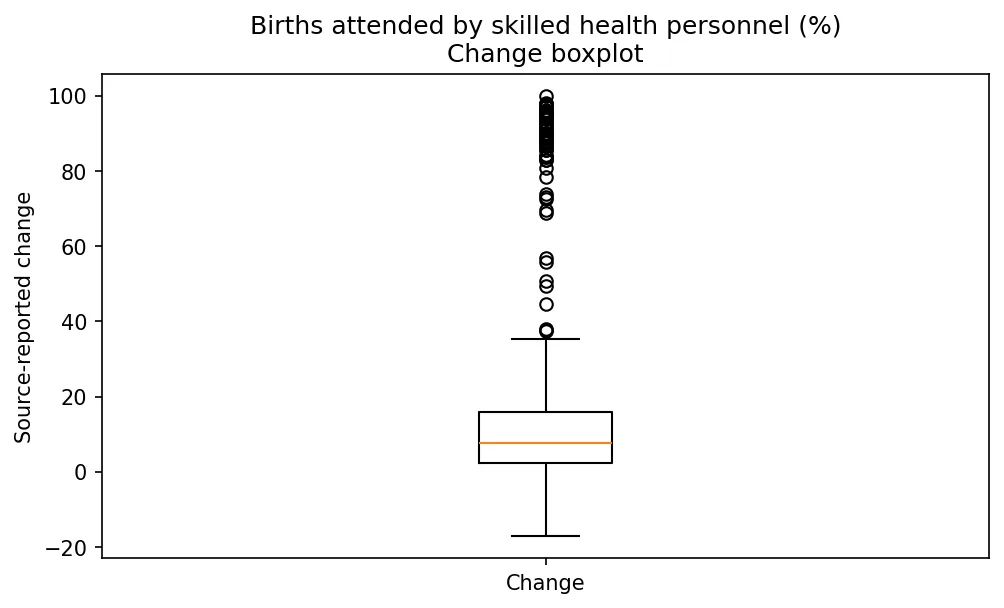 Births attended by skilled health personnel (%)
Change boxplot
Source-reported change
100
80
60
40
20
0
−20
Change